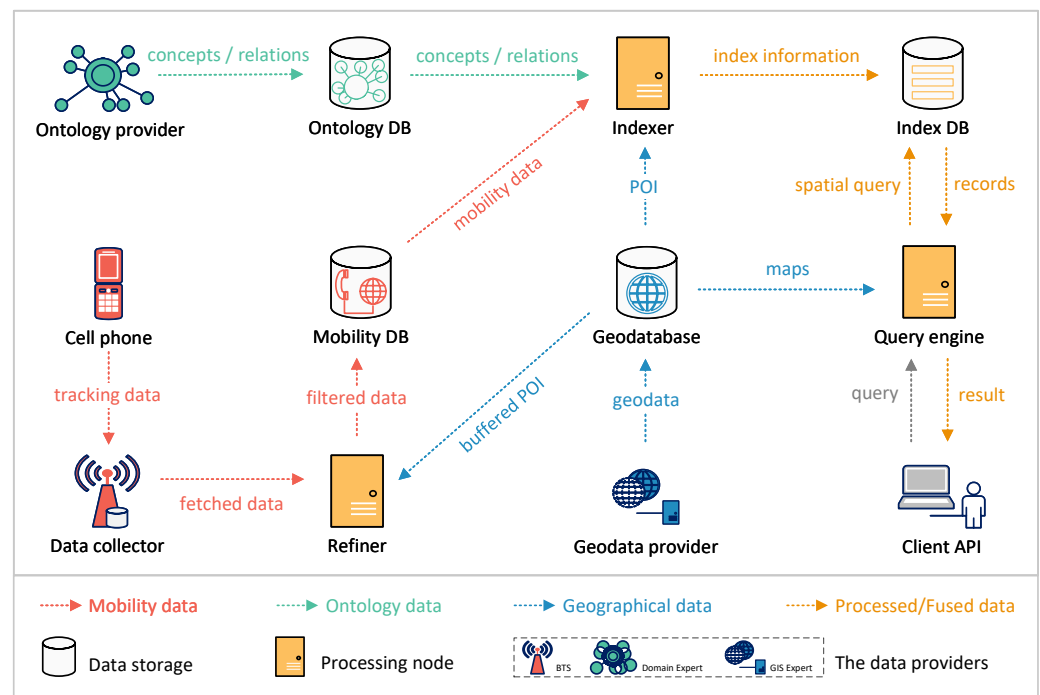 concepts / relations
concepts / relations
index information
Ontology provider
Ontology DB
Indexer
Index DB
mobility data
POI
spatial query
records
maps
Cell phone
Mobility DB
Geodatabase
Query engine
tracking data
filtered data
buffered POI
geodata
query
result
fetched data
Data collector
Refiner
Geodata provider
Client API
Mobility data
Ontology data
Geographical data
Processed/Fused data
Data storage
Processing node
BTS
Domain Expert
GIS Expert
The data providers